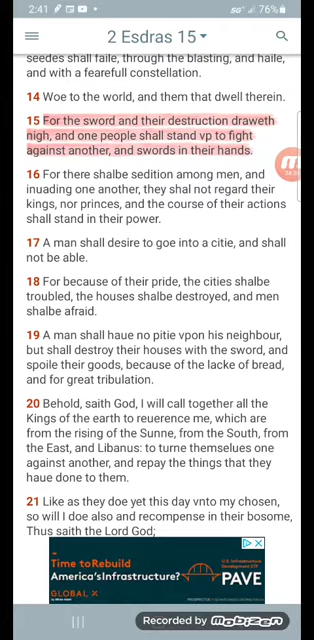 2:41
5G 76%
2 Esdras 15
seedes shall faile, through the blasting, and haile,
and with a fearefull constellation.
14 Woe to the world, and them that dwell therein.
15 For the sword and their destruction draweth
nigh, and one people shall stand vp to fight
against another, and swords in their hands.
16 For there shalbe sedition among men, and
inuading one another, they shal not regard their
kings, nor princes, and the course of their actions
shall stand in their power.
17 A man shall desire to goe into a citie, and shall
not be able.
18 For because of their pride, the cities shalbe
troubled, the houses shalbe destroyed, and men
shalbe afraid.
19 A man shall haue no pitie vpon his neighbour,
but shall destroy their houses with the sword, and
spoile their goods, because of the lacke of bread,
and for great tribulation.
20 Behold, saith God, I will call together all the
Kings of the earth to reuerence me, which are
from the rising of the Sunne, from the South, from
the East, and Libanus: to turne themselues one
against another, and repay the things that they
haue done to them.
21 Like as they doe yet this day vnto my chosen,
so will I doe also and recompense in their bosome,
Thus saith the Lord God;
Time to Rebuild
America's Infrastructure?
GLOBAL X
U.S. Infrastructure
Development ETF
PAVE
Recorded by Mobizen